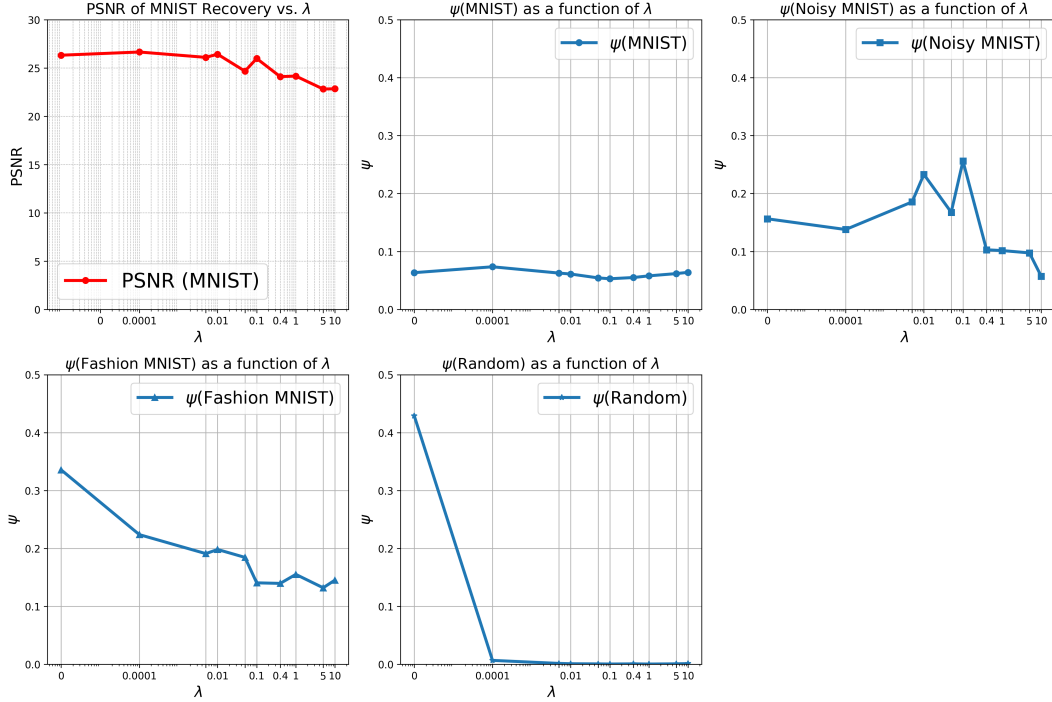 PSNR of MNIST Recovery vs. λ
30
25
20
15
10
5
0
PSNR
PSNR (MNIST)
0 0.0001 0.01 0.1 0.4 1 5 10
λ
ψ(MNIST) as a function of λ
0.5
0.4
0.3
0.2
0.1
0.0
ψ
ψ(MNIST)
0 0.0001 0.01 0.1 0.4 1 5 10
λ
ψ(Noisy MNIST) as a function of λ
0.5
0.4
0.3
0.2
0.1
0.0
ψ
ψ(Noisy MNIST)
0 0.0001 0.01 0.1 0.4 1 5 10
λ
ψ(Fashion MNIST) as a function of λ
0.5
0.4
0.3
0.2
0.1
0.0
ψ
ψ(Fashion MNIST)
0 0.0001 0.01 0.1 0.4 1 5 10
λ
ψ(Random) as a function of λ
0.5
0.4
0.3
0.2
0.1
0.0
ψ
ψ(Random)
0 0.0001 0.01 0.1 0.4 1 5 10
λ